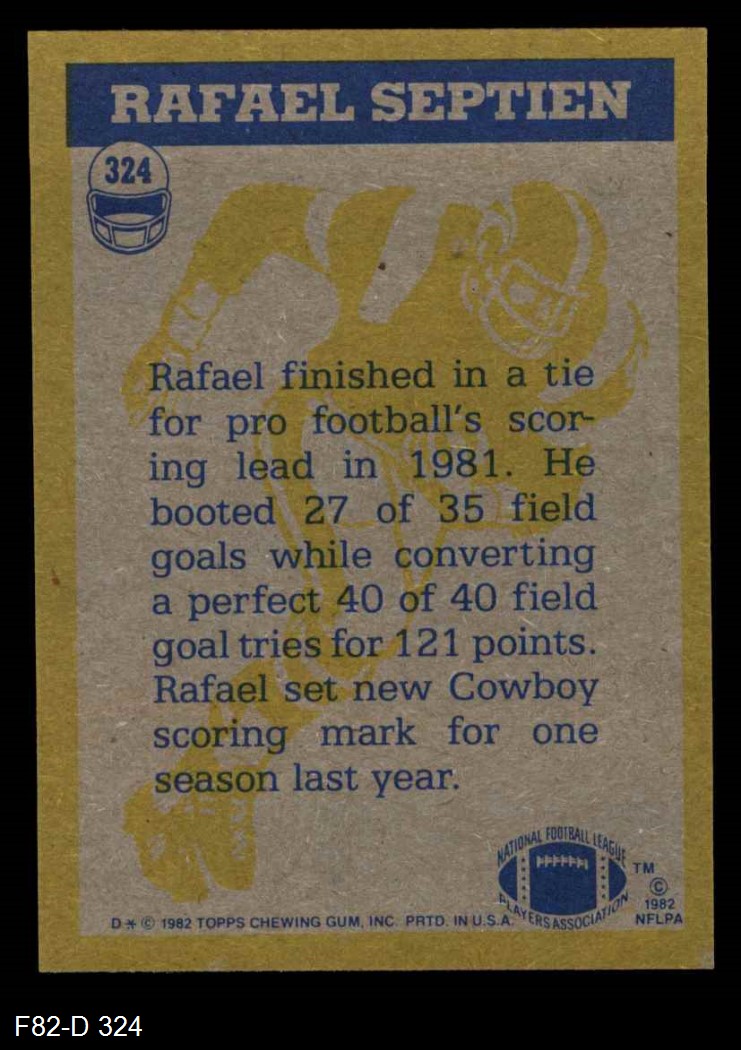 RAFAEL SEPTIEN
324
Rafael finished in a tie
for pro football's scor-
ing lead in 1981. He
booted 27 of 35 field
goals while converting
a perfect 40 of 40 field
goal tries for 121 points.
Rafael set new Cowboy
scoring mark for one
season last year.
NATIONAL FOOTBALL LEAGUE
PLAYERS ASSOCIATION
TM
©
1982
NFLPA
D * © 1982 TOPPS CHEWING GUM, INC. PRTD. IN U.S.A.
F82-D 324